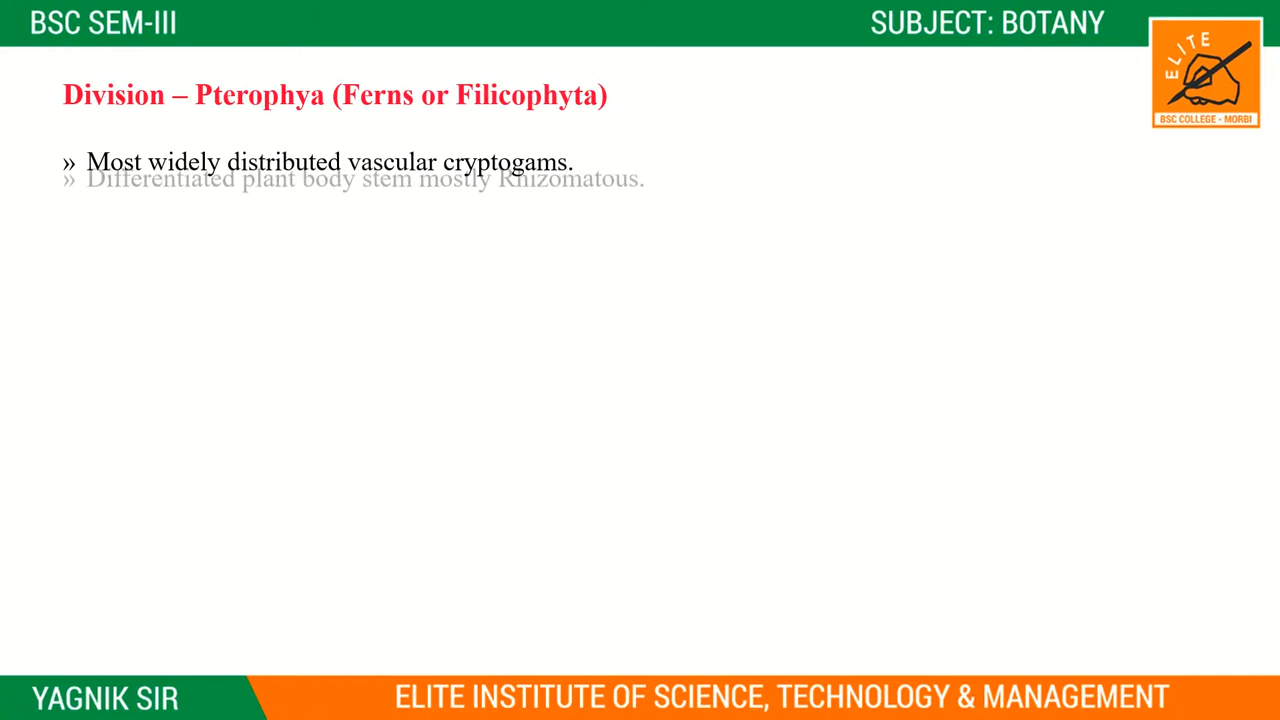 BSC SEM-III
SUBJECT: BOTANY
ELITE
BSC COLLEGE - MORBI
Division – Pterophya (Ferns or Filicophyta)
» Most widely distributed vascular cryptogams.
» Differentiated plant body stem mostly Rhizomatous.
YAGNIK SIR
ELITE INSTITUTE OF SCIENCE, TECHNOLOGY & MANAGEMENT